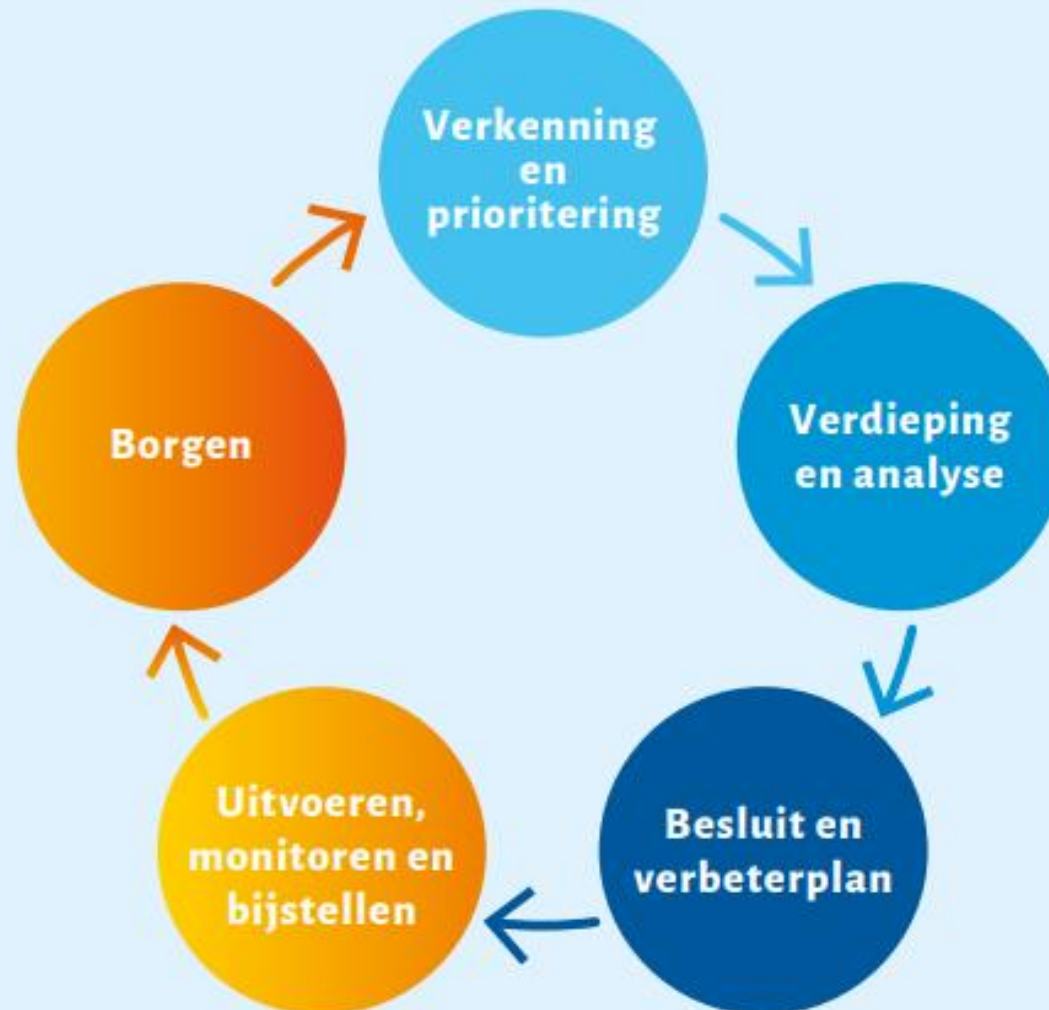 Verkenning
en
prioritering
Verdieping
en analyse
Besluit en
verbeterplan
Uitvoeren,
monitoren en
bijstellen
Borgen